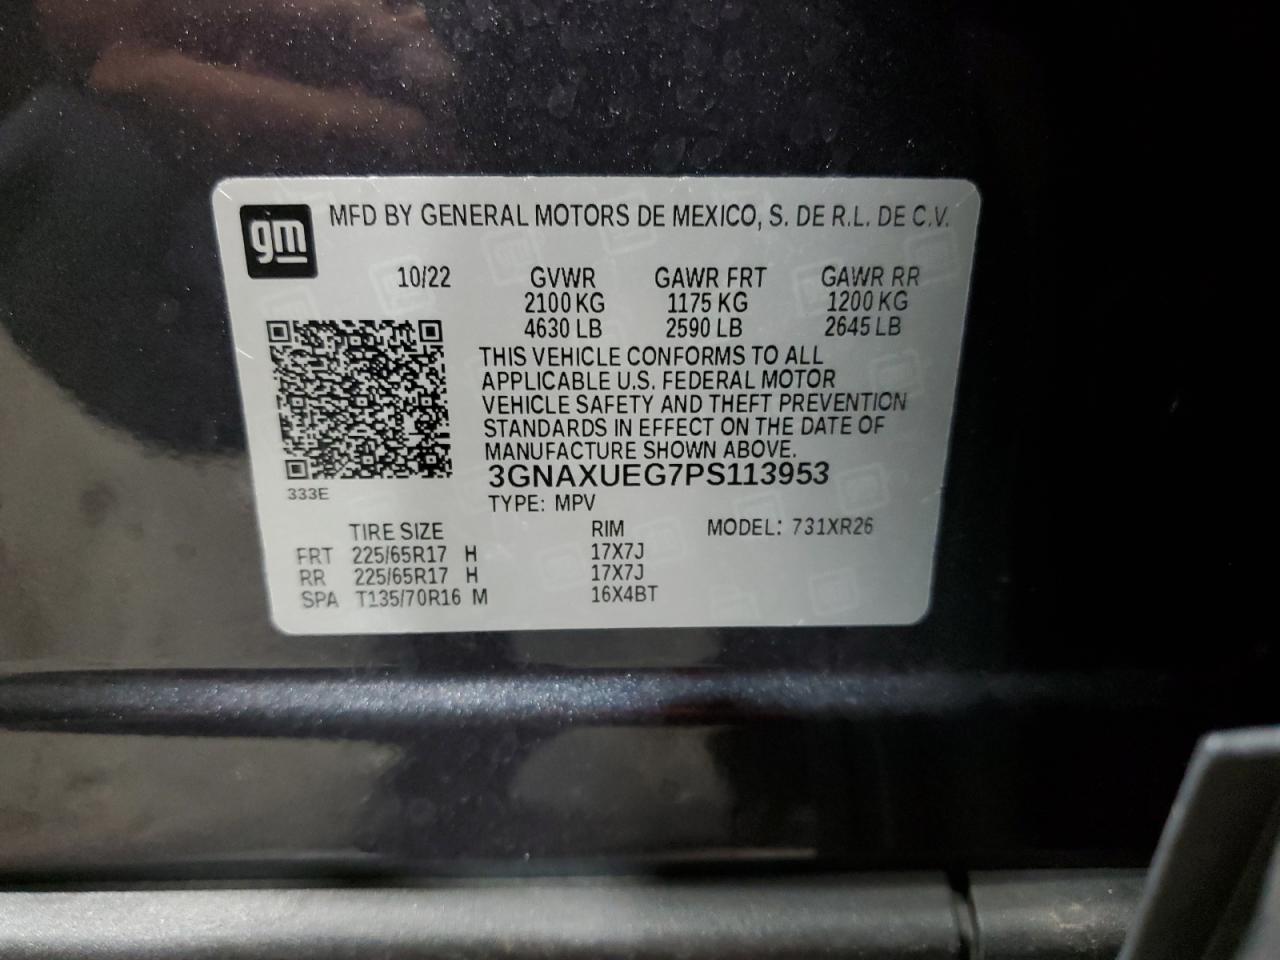 gm MFD BY GENERAL MOTORS DE MEXICO, S. DE R.L. DE C.V.
10/22 GVWR GAWR FRT GAWR RR
2100 KG 1175 KG 1200 KG
4630 LB 2590 LB 2645 LB
THIS VEHICLE CONFORMS TO ALL
APPLICABLE U.S. FEDERAL MOTOR
VEHICLE SAFETY AND THEFT PREVENTION
STANDARDS IN EFFECT ON THE DATE OF
MANUFACTURE SHOWN ABOVE.
3GNAXUEG7PS113953
333E
TYPE: MPV
TIRE SIZE RIM MODEL: 731XR26
FRT 225/65R17 H 17X7J
RR 225/65R17 H 17X7J
SPA T135/70R16 M 16X4BT